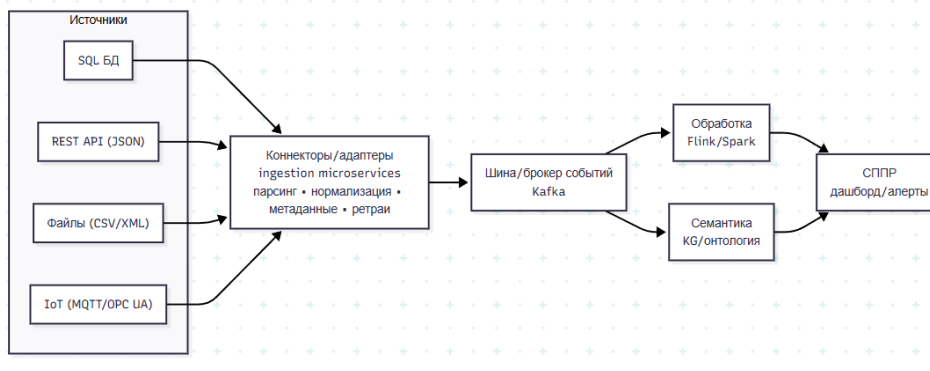 Источники
SQL БД
REST API (JSON)
Файлы (CSV/XML)
IoT (MQTT/OPC UA)
Коннекторы/адаптеры
ingestion microservices
парсинг • нормализация •
метаданные • ретраи
Шина/брокер событий
Kafka
Обработка
Flink/Spark
Семантика
KG/онтология
СППР
дашборд/алерты